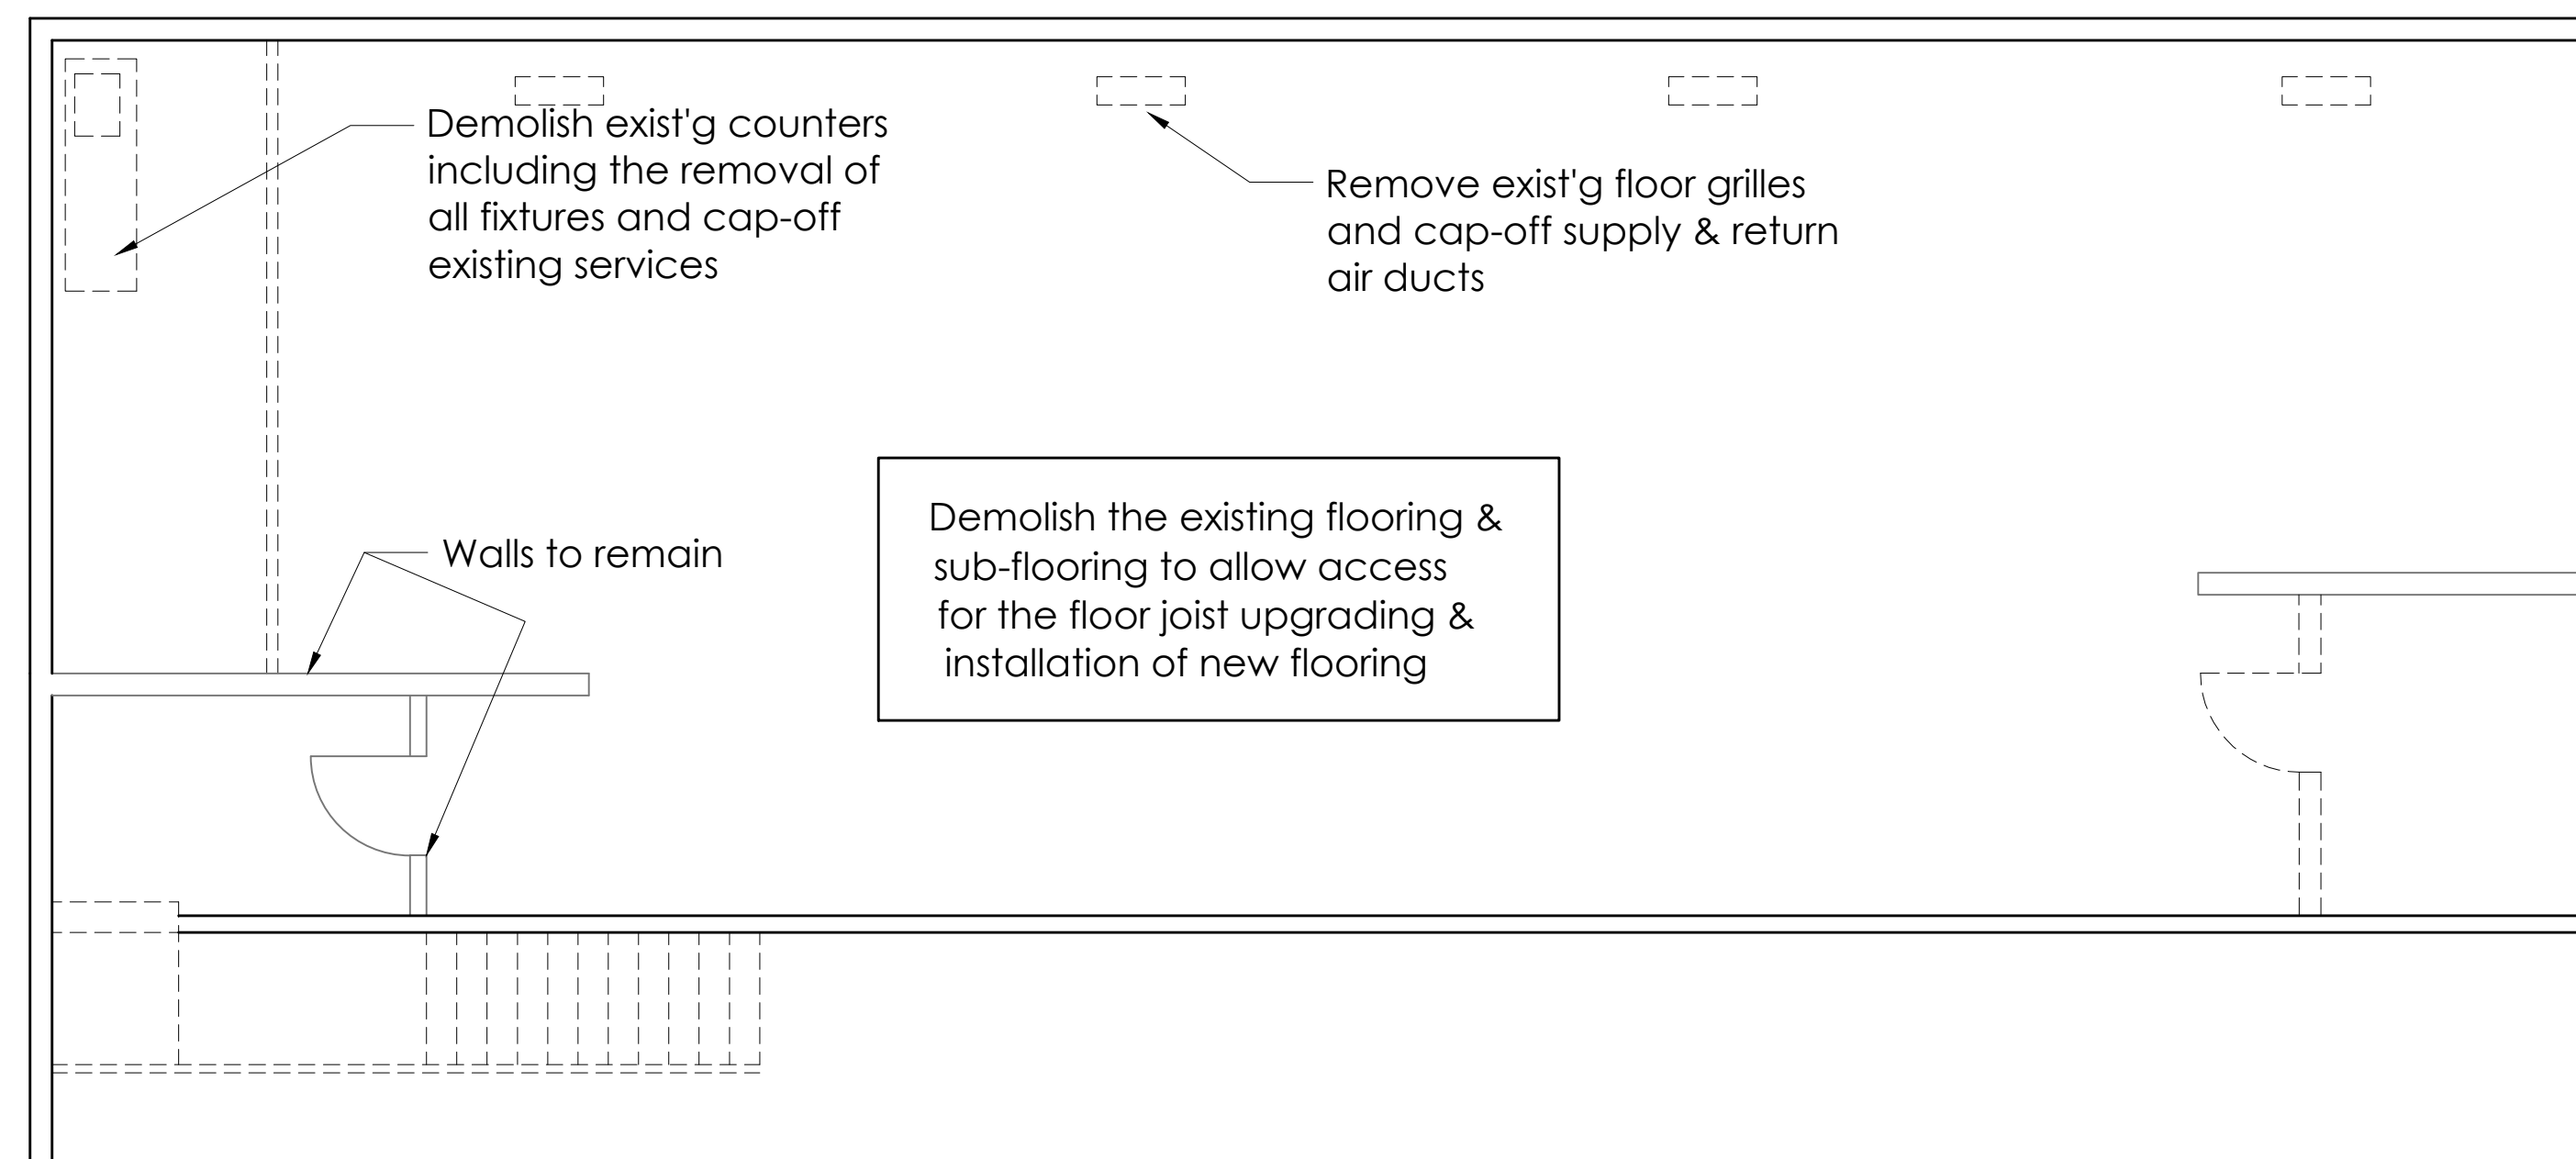 Demolish exist'g counters
including the removal of
all fixtures and cap-off
existing services
Remove exist'g floor grilles
and cap-off supply & return
air ducts
Walls to remain
Demolish the existing flooring &
sub-flooring to allow access
for the floor joist upgrading &
installation of new flooring